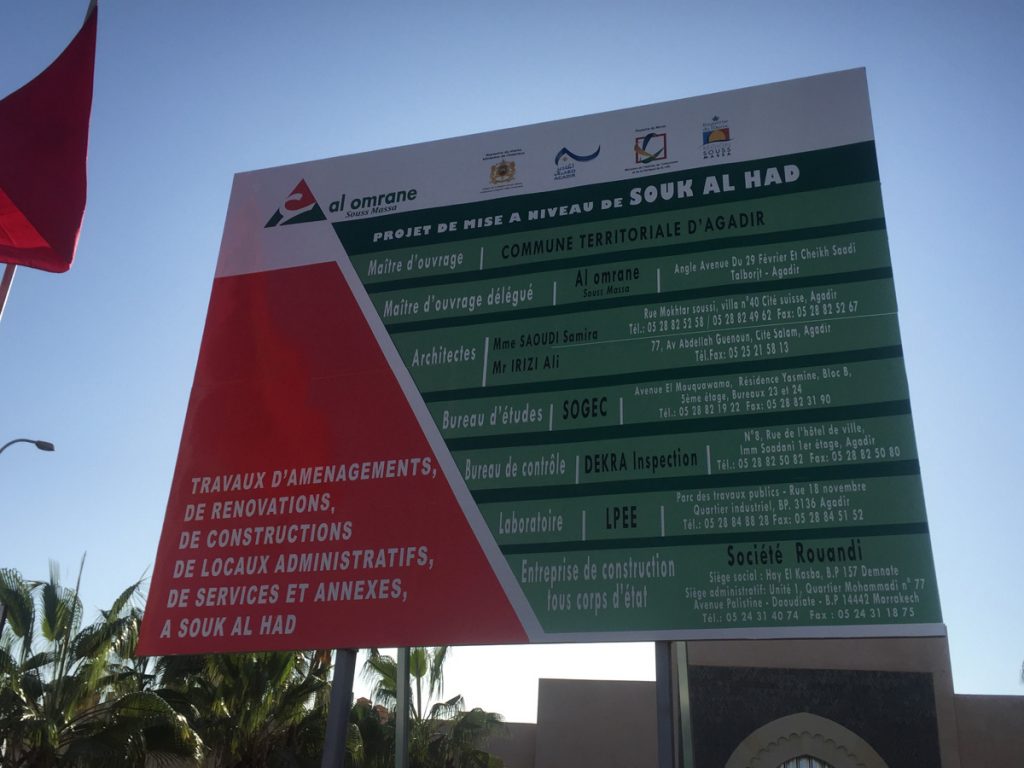 al omrane
Souss Massa
AGADIR
SOUSS
MASSA
PROJET DE MISE A NIVEAU DE SOUK AL HAD
Maître d'ouvrage
COMMUNE TERRITORIALE D'AGADIR
Maître d'ouvrage délégué
Al omrane
Souss Massa
Angle Avenue Du 29 Février Et Cheikh Saadi
Talborjt - Agadir
Architectes
Mme SAOUDI Samira
Rue Mokhtar soussi, villa n°40 Cité suisse, Agadir
Tél.: 05 28 82 52 58 / 05 28 82 49 62 Fax: 05 28 82 52 67
Mr IRIZI Ali
77, Av Abdellah Guenoun, Cite Salam, Agadir
Tél.Fax: 05 25 21 58 13
Bureau d'études
SOGEC
Avenue El Mouquawama, Résidence Yasmine, Bloc B,
5ème étage, Bureaux 23 et 24
Tél.: 05 28 82 19 22 Fax: 05 28 82 31 90
Bureau de contrôle
DEKRA Inspection
N°8, Rue de l'hôtel de ville,
Imm Saadani 1er étage, Agadir
Tél.: 05 28 82 50 82 Fax: 05 28 82 50 80
Laboratoire
LPEE
Parc des travaux publics - Rue 18 novembre
Quartier industriel, BP. 3136 Agadir
Tél.: 05 28 84 88 28 Fax: 05 28 84 51 52
Entreprise de construction
tous corps d'état
Société Rouandi
Siège social : Hay El Kasba, B.P 157 Demnate
Siège administratif: Unité 1, Quartier Mohammadi n° 77
Avenue Palistine - Daoudiate - B.P 14442 Marrakech
Tél.: 05 24 31 40 74 Fax : 05 24 31 18 75
TRAVAUX D'AMENAGEMENTS,
DE RENOVATIONS,
DE CONSTRUCTIONS
DE LOCAUX ADMINISTRATIFS,
DE SERVICES ET ANNEXES,
A SOUK AL HAD